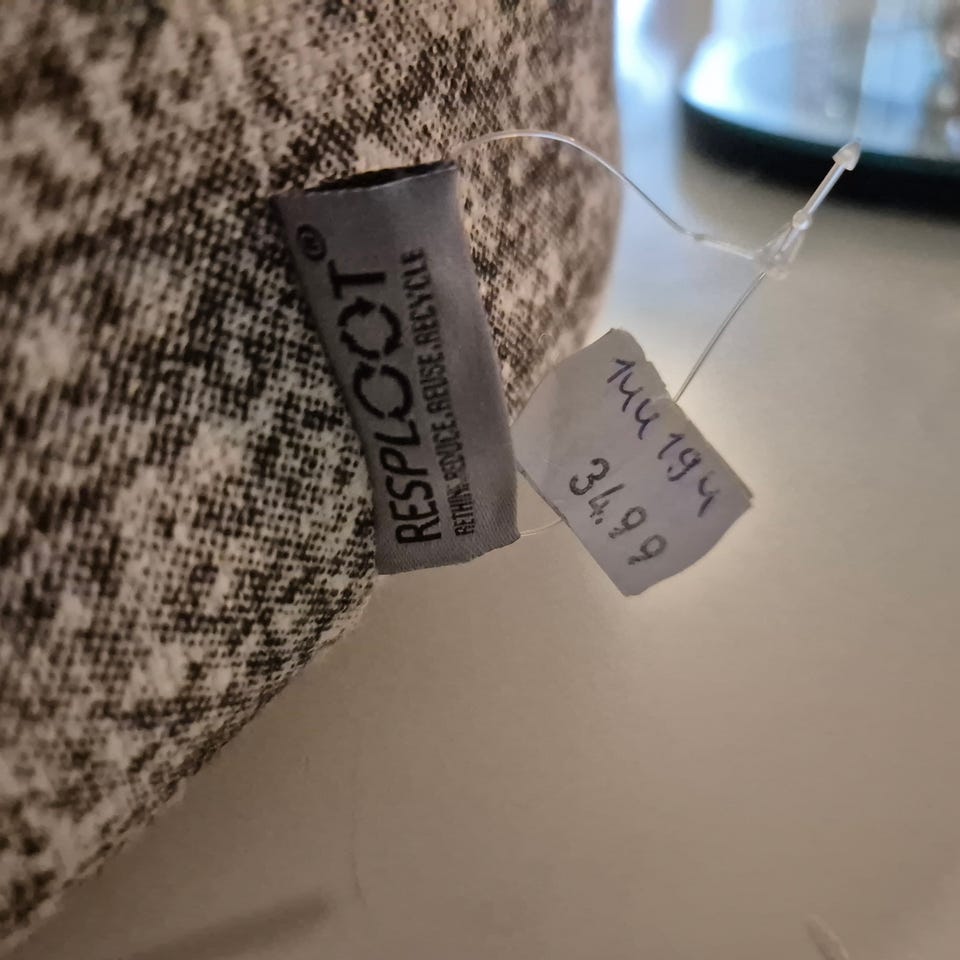 RESPLOOT®
RETHINK.REDUCE.REUSE.RECYCLE
144 194
34.99